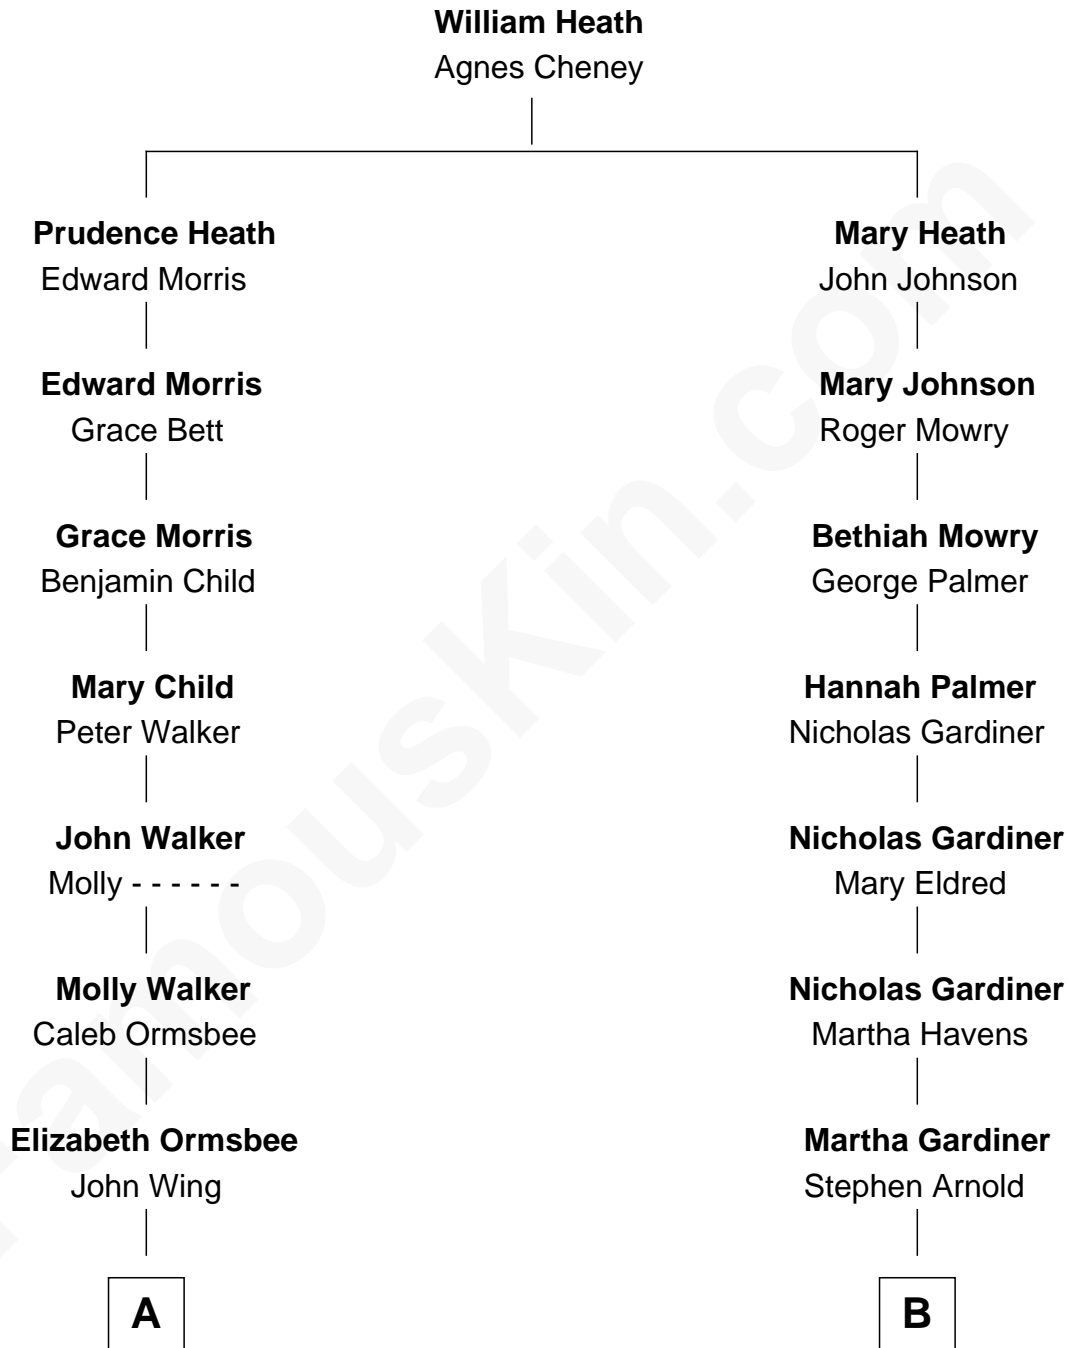 William Heath
Agnes Cheney
Prudence Heath
Edward Morris
Mary Heath
John Johnson
Edward Morris
Grace Bett
Mary Johnson
Roger Mowry
Grace Morris
Benjamin Child
Bethiah Mowry
George Palmer
Mary Child
Peter Walker
Hannah Palmer
Nicholas Gardiner
John Walker
Molly - - - - - -
Nicholas Gardiner
Mary Eldred
Molly Walker
Caleb Ormsbee
Nicholas Gardiner
Martha Havens
Elizabeth Ormsbee
John Wing
Martha Gardiner
Stephen Arnold
A
B
FamousKin.com